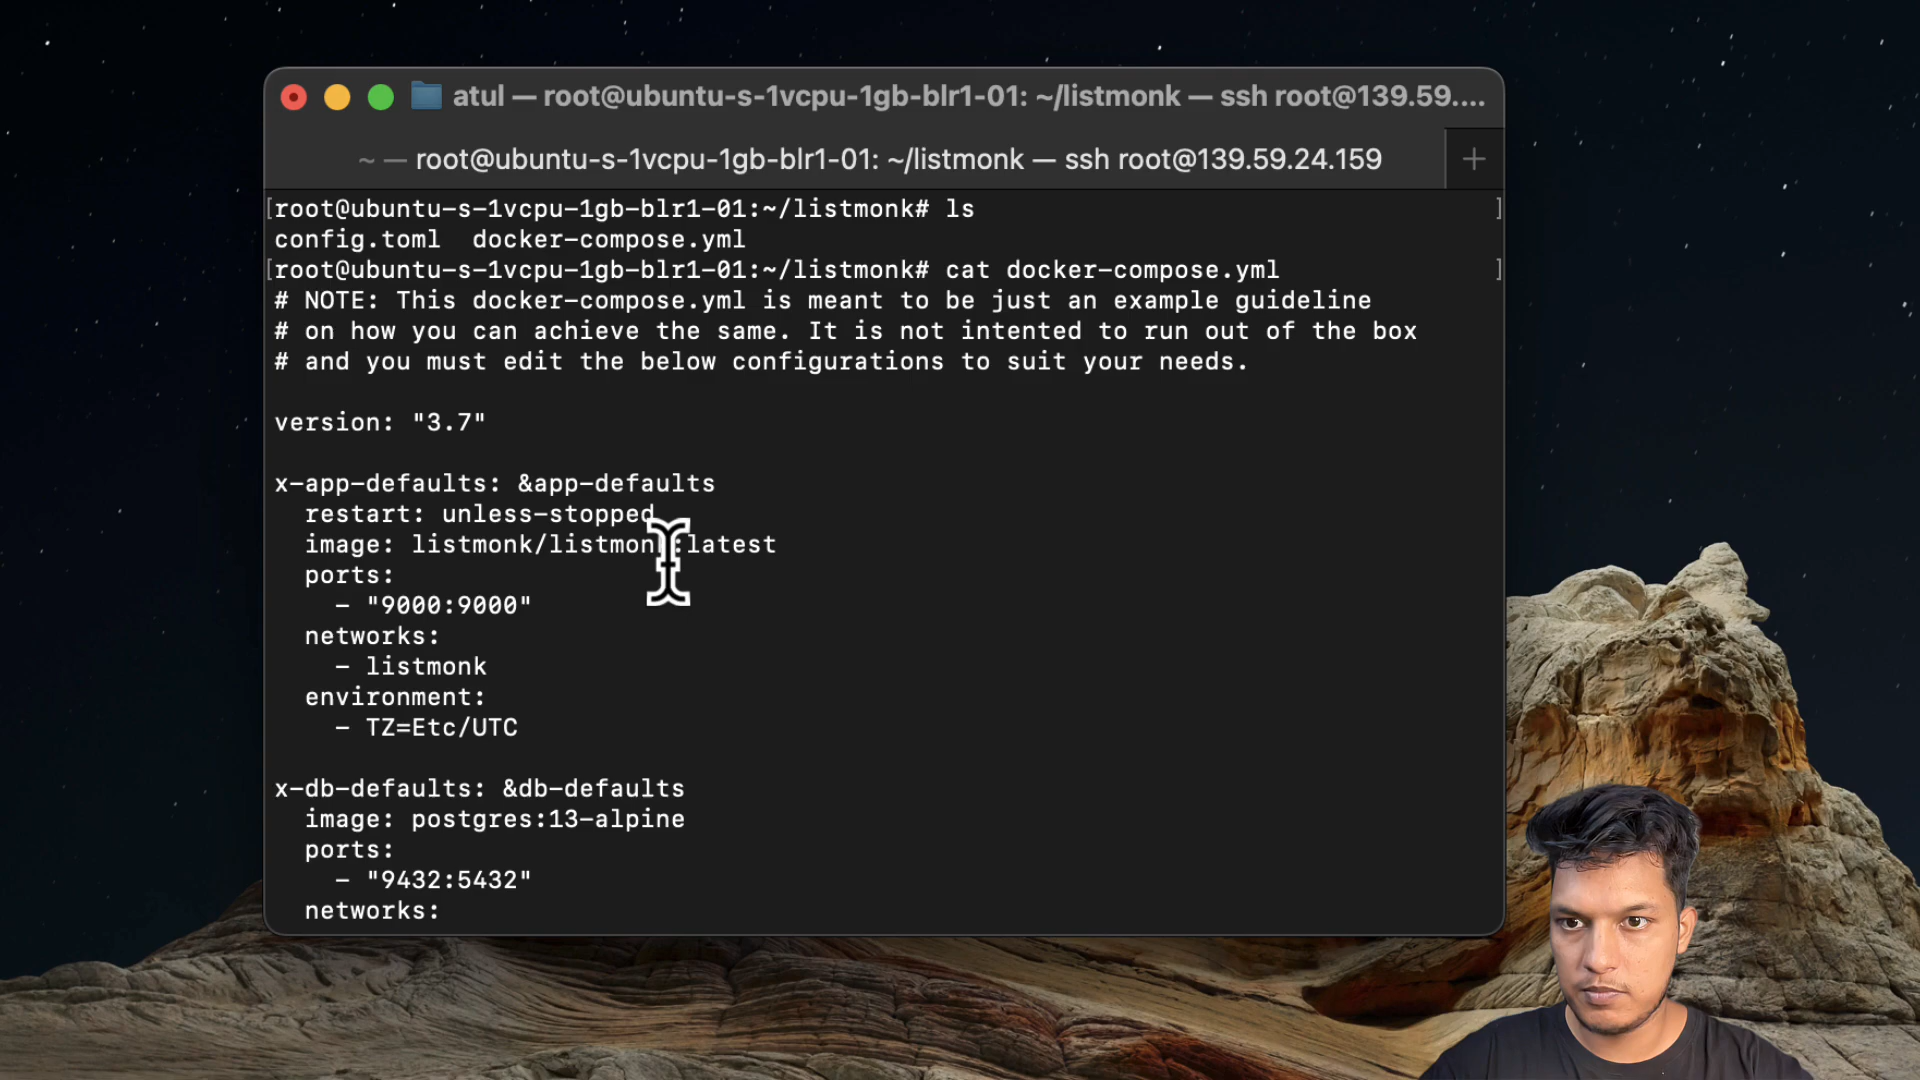 atul — root@ubuntu-s-1vcpu-1gb-blr1-01: ~/listmonk — ssh root@139.59....
~ — root@ubuntu-s-1vcpu-1gb-blr1-01: ~/listmonk — ssh root@139.59.24.159
[root@ubuntu-s-1vcpu-1gb-blr1-01:~/listmonk# ls ]
config.toml  docker-compose.yml
[root@ubuntu-s-1vcpu-1gb-blr1-01:~/listmonk# cat docker-compose.yml ]
# NOTE: This docker-compose.yml is meant to be just an example guideline
# on how you can achieve the same. It is not intented to run out of the box
# and you must edit the below configurations to suit your needs.
version: "3.7"
x-app-defaults: &app-defaults
  restart: unless-stopped
  image: listmonk/listmonk:latest
  ports:
    - "9000:9000"
  networks:
    - listmonk
  environment:
    - TZ=Etc/UTC
x-db-defaults: &db-defaults
  image: postgres:13-alpine
  ports:
    - "9432:5432"
  networks: